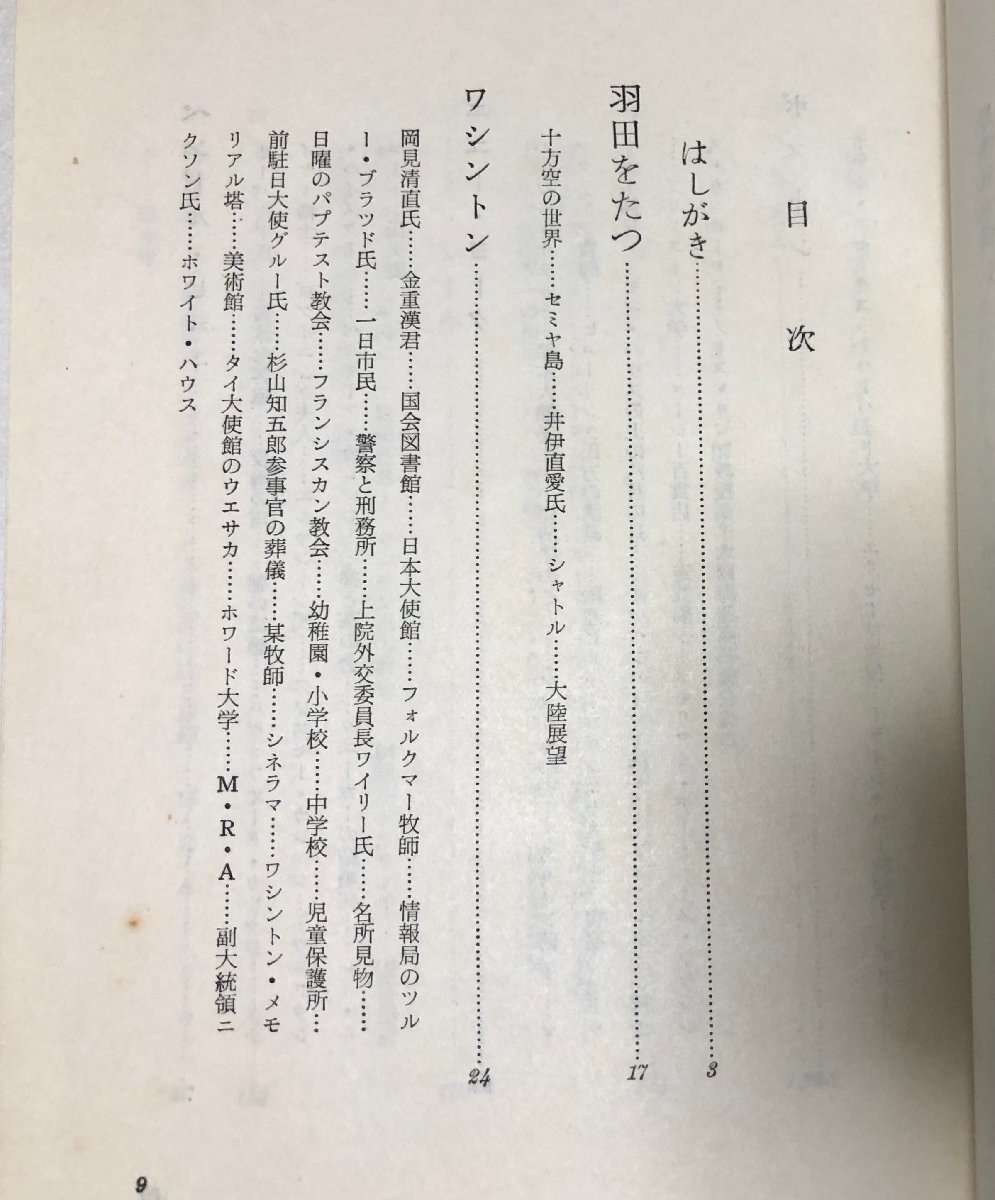 目次
はしがき……3
羽田をたつ……17
十方空の世界……セミヤ島……井伊直愛氏……シャトル……大陸展望
ワシントン……24
岡見清直氏……金重漢君……国会図書館……日本大使館……フォルクマー牧師……情報局のツル
ー・ブラッド氏……一日市民……警察と刑務所……上院外交委員長ワイリー氏……名所見物……
日曜のパプテスト教会……フランシスカン教会……幼稚園・小学校……中学校……児童保護所…
前駐日大使グルー氏……杉山知五郎参事官の葬儀……某牧師……シネラマ……ワシントン・メモ
リアル塔……美術館……タイ大使館のウエサカ……ホワード大学……M・R・A……副大統領ニ
クソン氏……ホワイト・ハウス
9